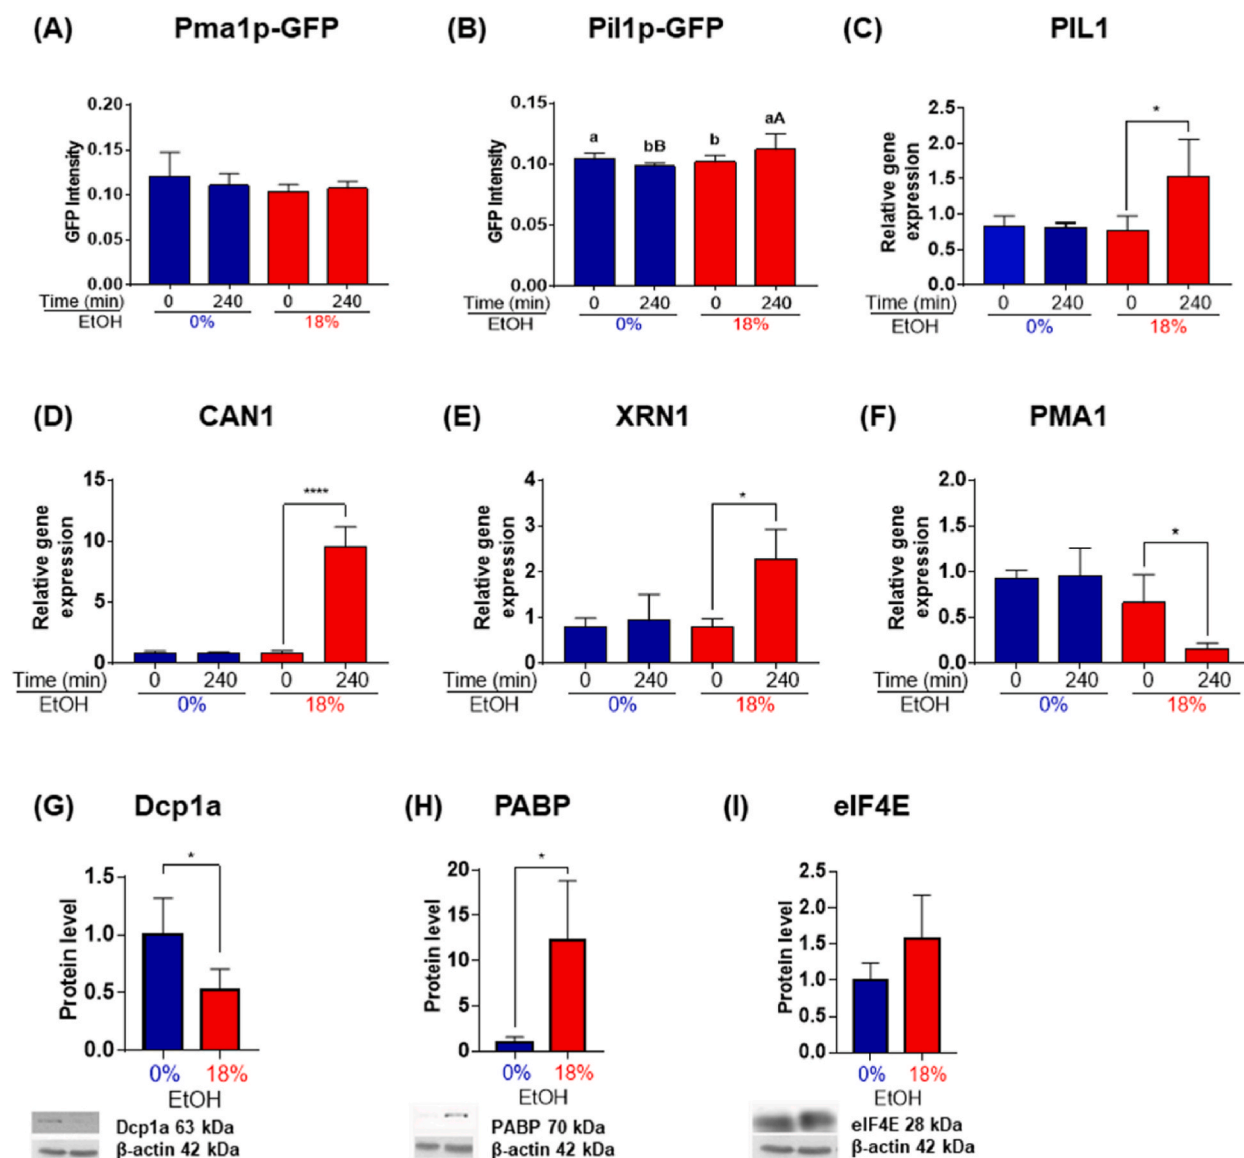 (A) Pma1p-GFP
GFP Intensity
0.20
0.15
0.10
0.05
0.00
Time (min) 0 240 0 240
EtOH 0% 18%
(B) Pil1p-GFP
GFP Intensity
0.15
0.10
0.05
0.00
a bB b aA
Time (min) 0 240 0 240
EtOH 0% 18%
(C) PIL1
Relative gene
expression
2.5
2.0
1.5
1.0
0.5
0.0
*
Time (min) 0 240 0 240
EtOH 0% 18%
(D) CAN1
Relative gene
expression
15
10
5
0
****
Time (min) 0 240 0 240
EtOH 0% 18%
(E) XRN1
Relative gene
expression
4
3
2
1
0
*
Time (min) 0 240 0 240
EtOH 0% 18%
(F) PMA1
Relative gene
expression
2.0
1.5
1.0
0.5
0.0
*
Time (min) 0 240 0 240
EtOH 0% 18%
(G) Dcp1a
Protein level
1.5
1.0
0.5
0.0
*
0% 18%
EtOH
Dcp1a 63 kDa
β-actin 42 kDa
(H) PABP
Protein level
20
15
10
5
0
*
0% 18%
EtOH
PABP 70 kDa
β-actin 42 kDa
(I) eIF4E
Protein level
2.5
2.0
1.5
1.0
0.5
0.0
0% 18%
EtOH
eIF4E 28 kDa
β-actin 42 kDa